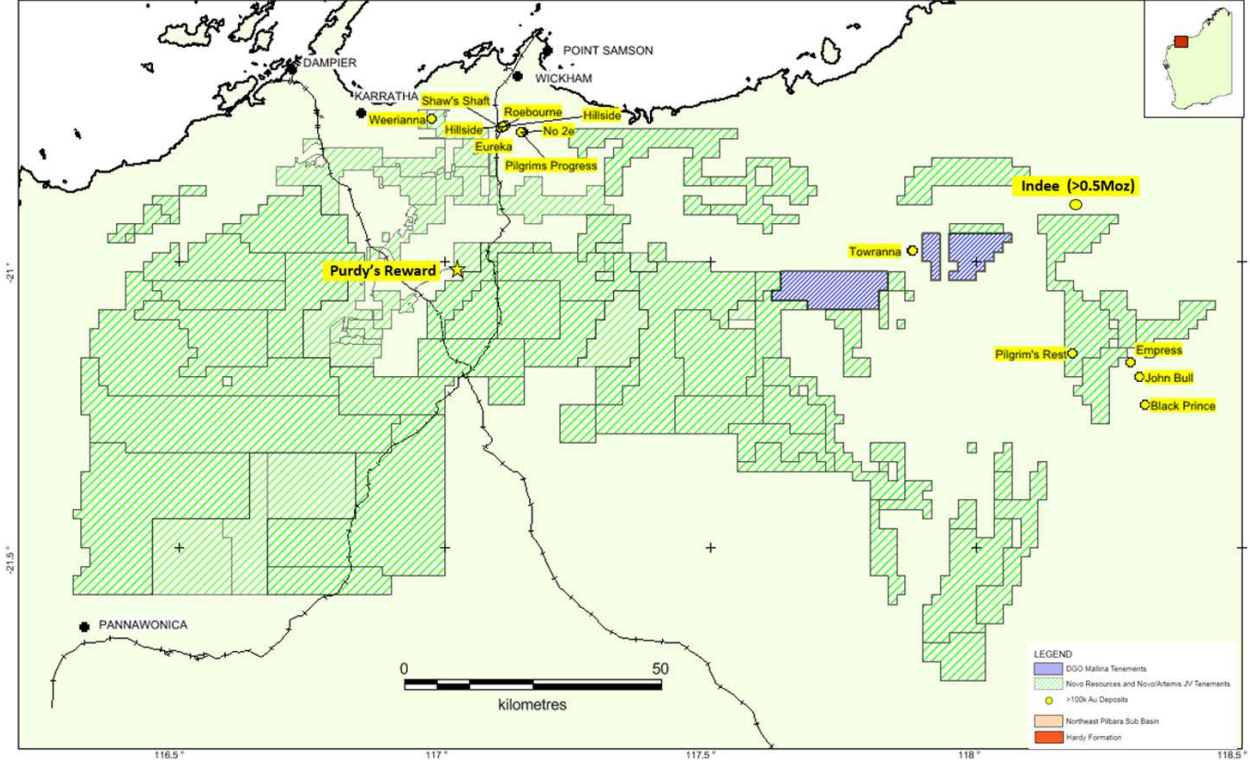 POINT SAMSON
DAMPIER
WICKHAM
KARRATHA
Shaw's Shaft
Roebourne
Hillside
Weerianna
Hillside
No 2e
Eureka
Pilgrims Progress
Indee (>0.5Moz)
Towranna
-21 °
Purdy's Reward
Pilgrim's Rest
Empress
John Bull
Black Prince
-21.5 °
PANNAWONICA
0
50
kilometres
LEGEND
DGO Mallina Tenements
Novo Resources and Novo/Artemis JV Tenements
>100k Au Deposits
Northeast Pilbara Sub Basin
Hardy Formation
116.5 °
117 °
117.5 °
118 °
118.5 °